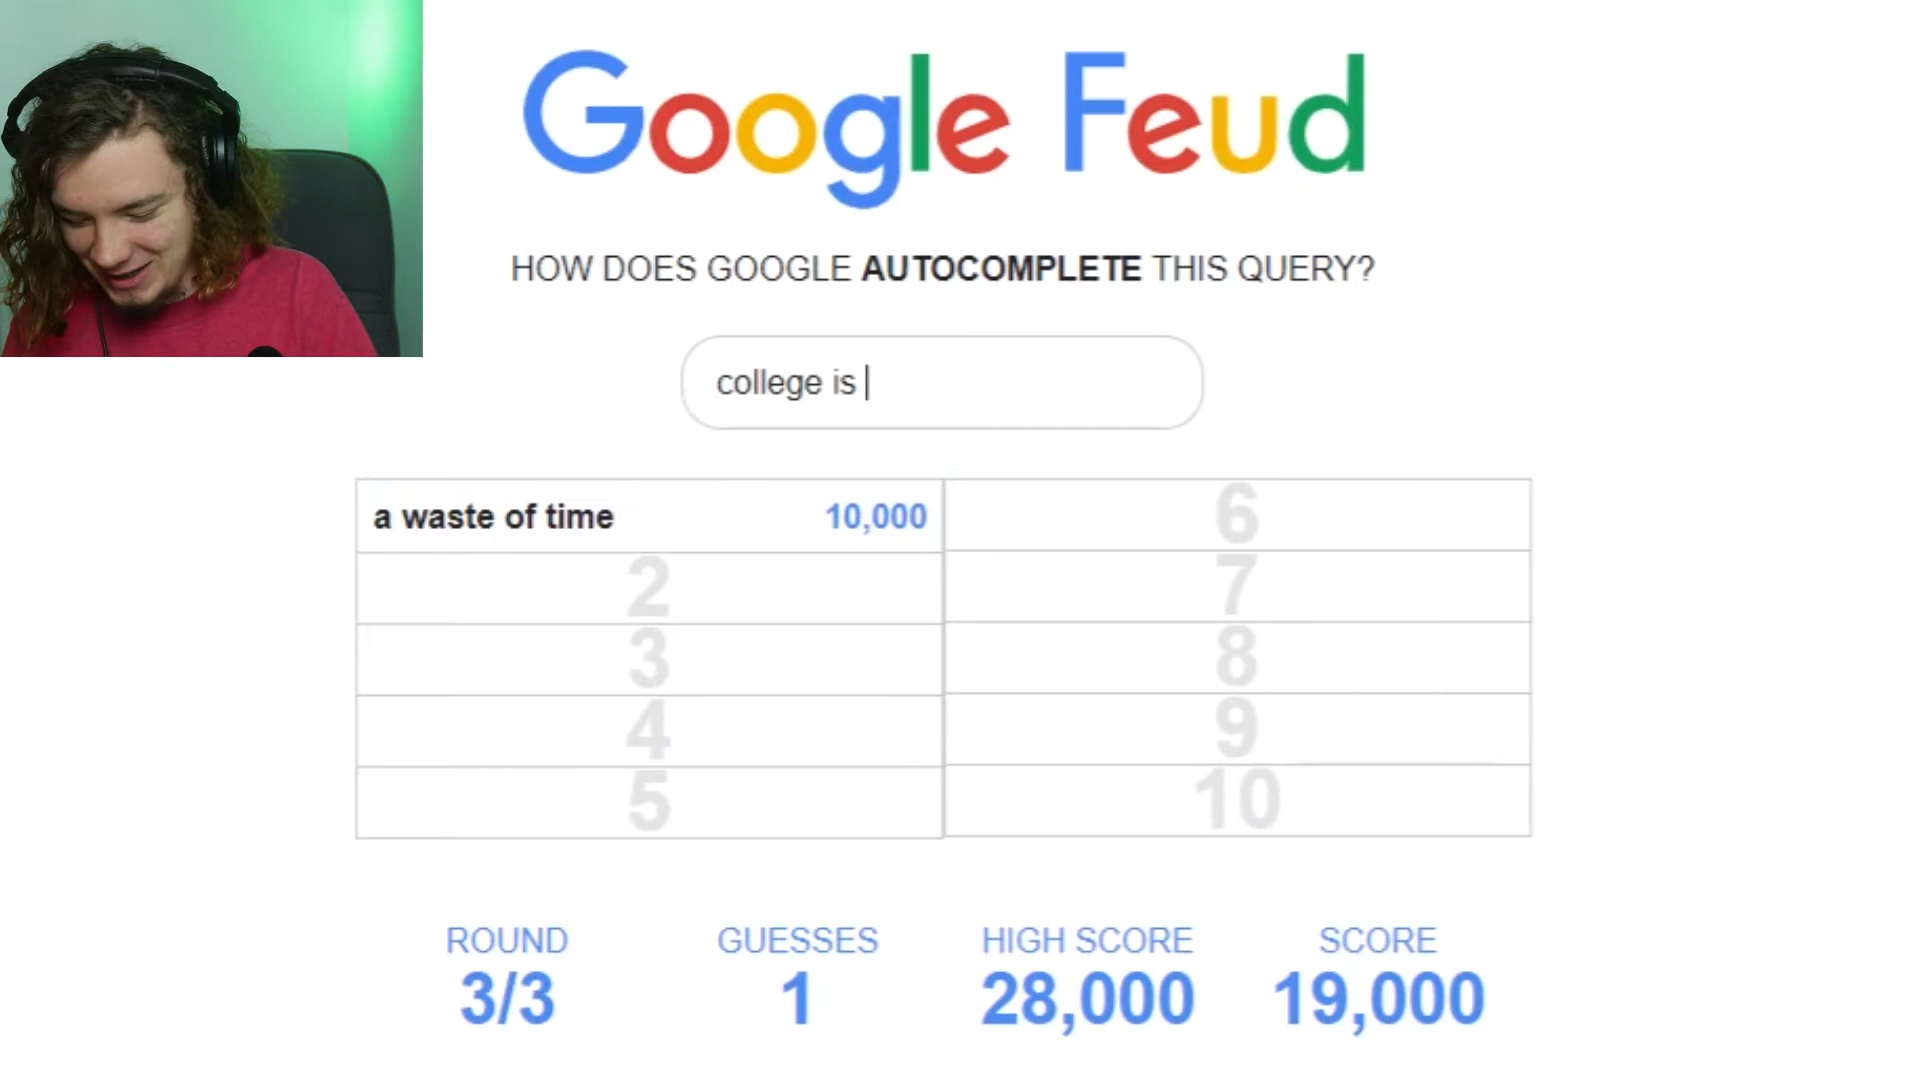 Google Feud
HOW DOES GOOGLE AUTOCOMPLETE THIS QUERY?
college is
a waste of time 10,000
2
3
4
5
6
7
8
9
10
ROUND
3/3
GUESSES
1
HIGH SCORE
28,000
SCORE
19,000